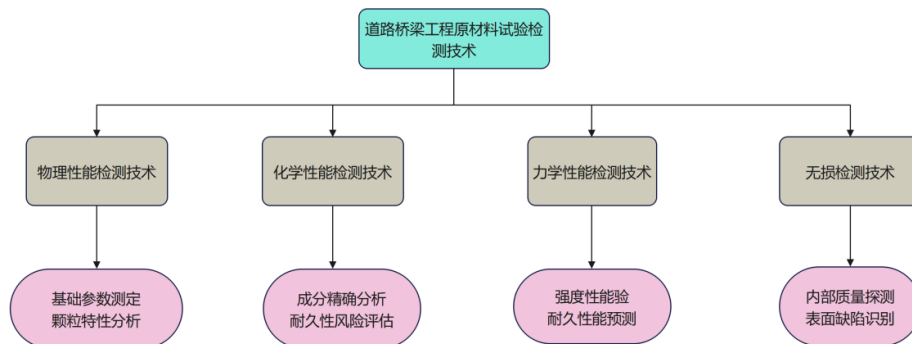 道路桥梁工程原材料试验检
测技术
物理性能检测技术
化学性能检测技术
力学性能检测技术
无损检测技术
基础参数测定
颗粒特性分析
成分精确分析
耐久性风险评估
强度性能验
耐久性能预测
内部质量探测
表面缺陷识别